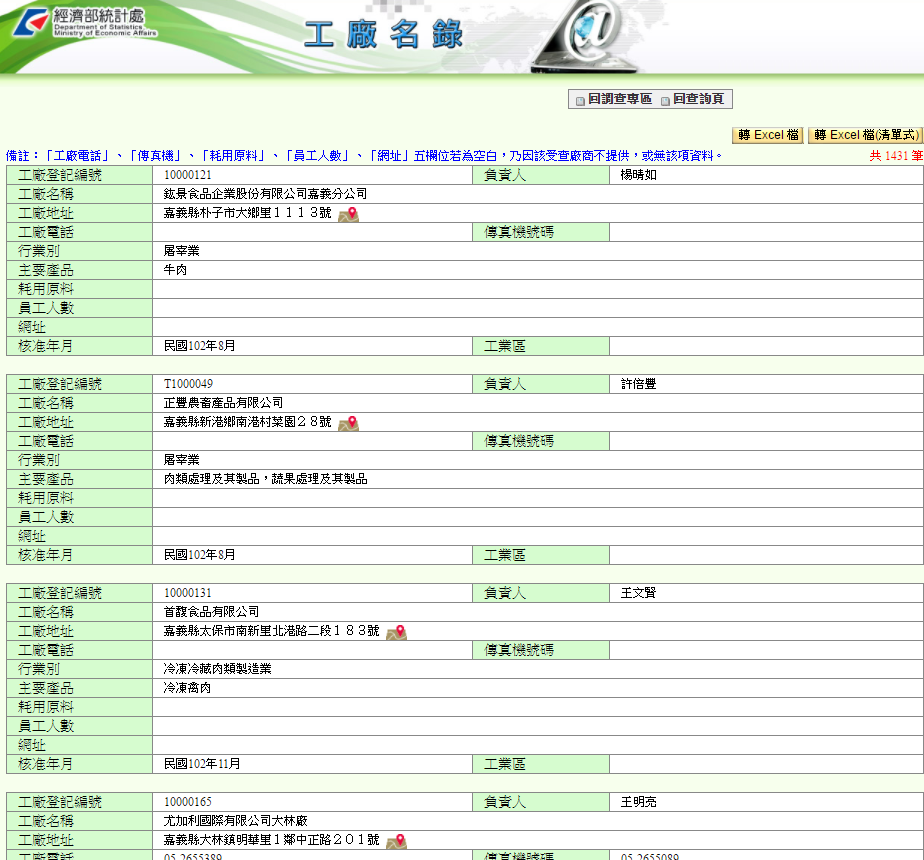 經濟部統計處
Department of Statistics
Ministry of Economic Affairs
工廠名錄
回調查專區 回查詢頁
轉 Excel 檔 轉 Excel 檔(清單式)
備註：「工廠電話」、「傳真機」、「耗用原料」、「員工人數」、「網址」五欄位若為空白，乃因該受查廠商不提供，或無該項資料。 共 1431 筆
工廠登記編號 10000121 負責人 楊晴如
工廠名稱 鈜景食品企業股份有限公司嘉義分公司
工廠地址 嘉義縣朴子市大鄉里１１１３號
工廠電話 傳真機號碼
行業別 屠宰業
主要產品 牛肉
耗用原料
員工人數
網址
核准年月 民國102年8月 工業區
工廠登記編號 T1000049 負責人 許倍豐
工廠名稱 正豐農畜產品有限公司
工廠地址 嘉義縣新港鄉南港村菜園２８號
工廠電話 傳真機號碼
行業別 屠宰業
主要產品 肉類處理及其製品，蔬果處理及其製品
耗用原料
員工人數
網址
核准年月 民國102年8月 工業區
工廠登記編號 10000131 負責人 王文賢
工廠名稱 首馥食品有限公司
工廠地址 嘉義縣太保市南新里北港路二段１８３號
工廠電話 傳真機號碼
行業別 冷凍冷藏肉類製造業
主要產品 冷凍禽肉
耗用原料
員工人數
網址
核准年月 民國102年11月 工業區
工廠登記編號 10000165 負責人 王明亮
工廠名稱 尤加利國際有限公司大林廠
工廠地址 嘉義縣大林鎮明華里１鄰中正路２０１號
工廠電話 05-2655389 傳真機號碼 05-2655089